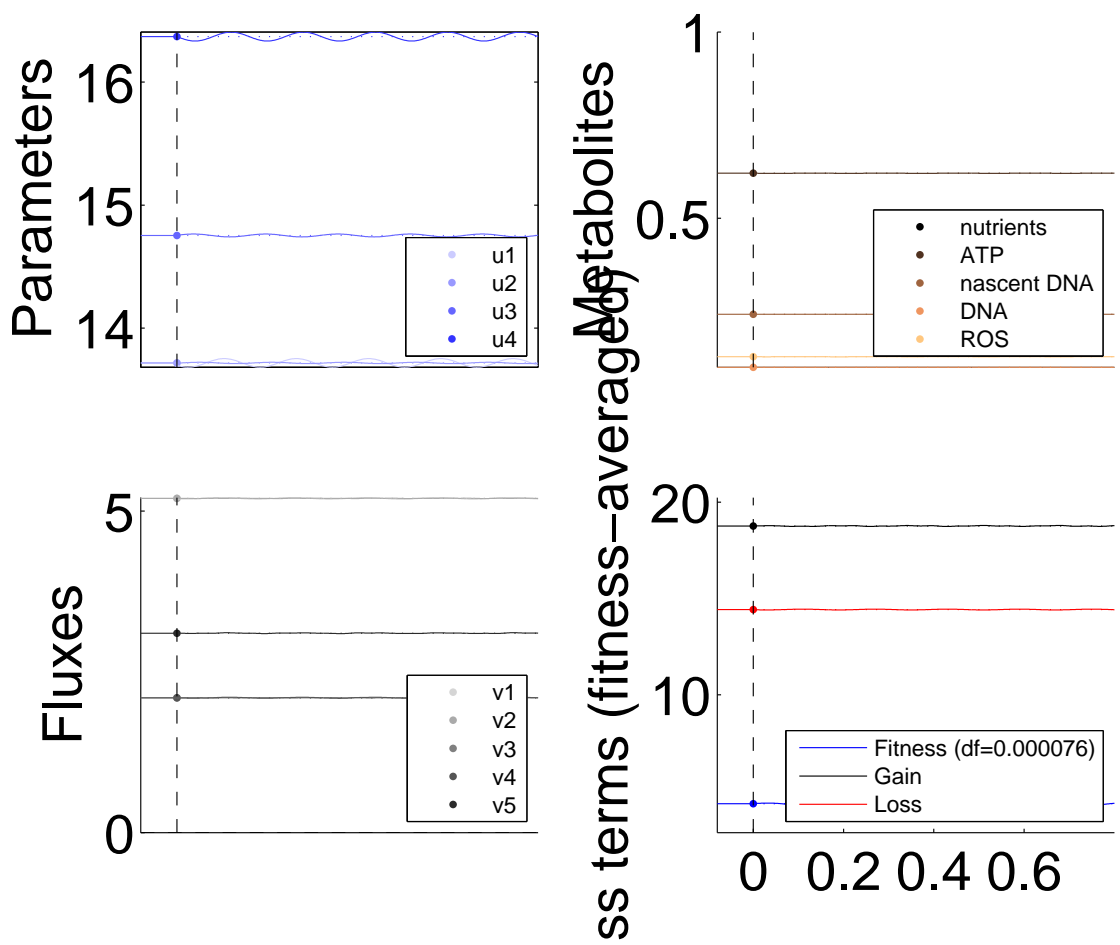 Parameters
16
15
14
u1
u2
u3
u4
Metabolites
1
0.5
nutrients
ATP
nascent DNA
DNA
ROS
Fluxes
5
0
v1
v2
v3
v4
v5
ss terms (fitness−averaged)
20
10
Fitness (df=0.000076)
Gain
Loss
0
0.2
0.4
0.6